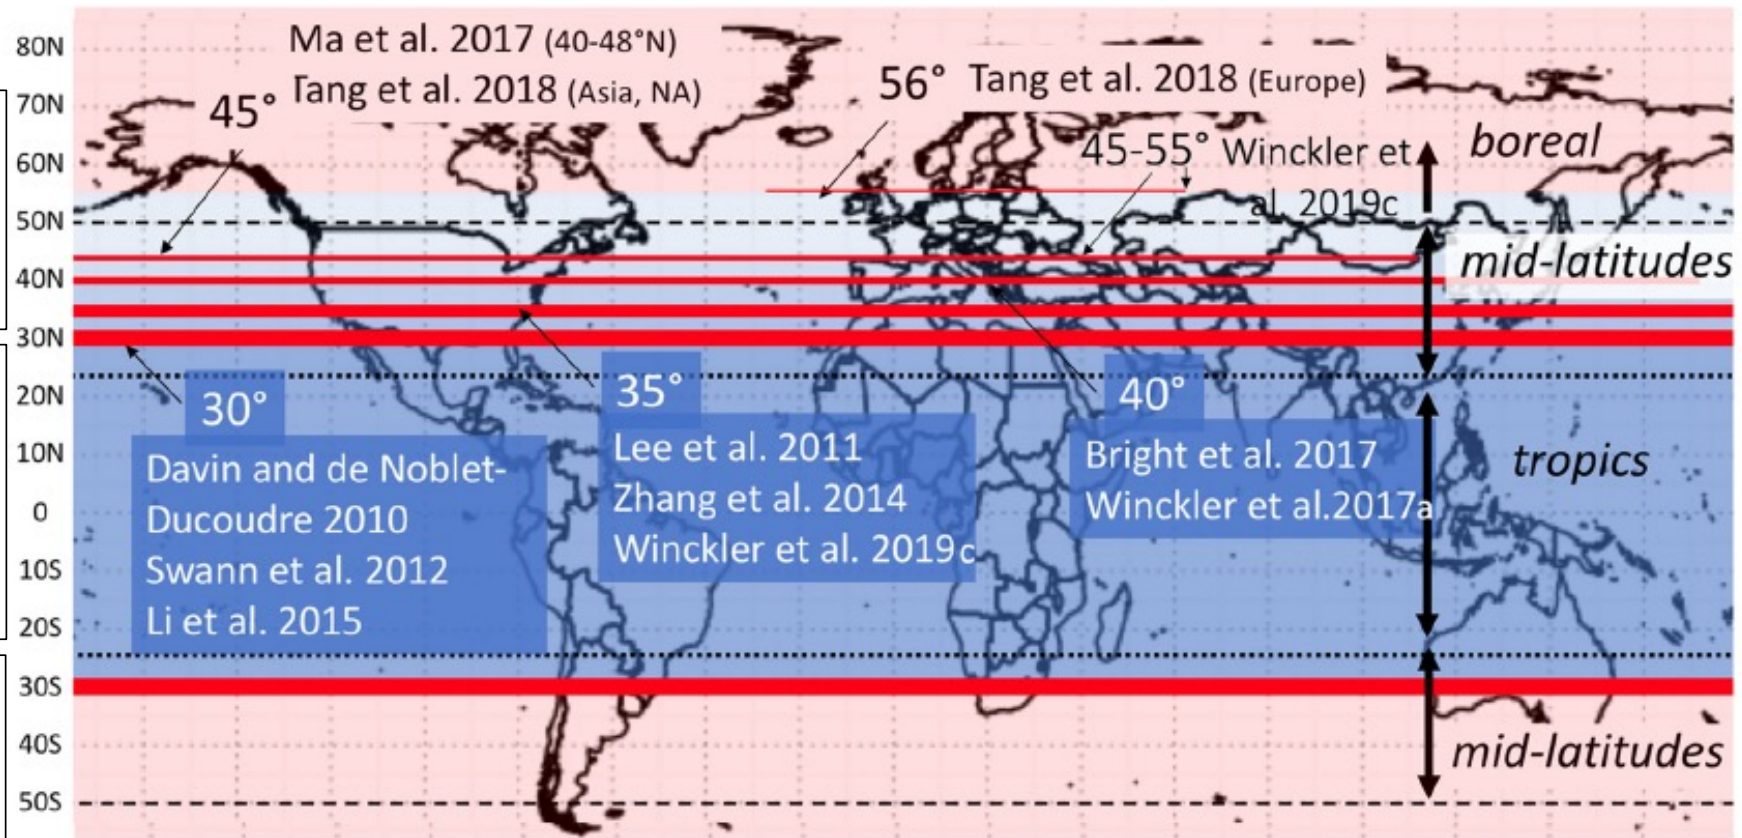 80N
70N
60N
50N
40N
30N
20N
10N
0
10S
20S
30S
40S
50S
Ma et al. 2017 (40-48°N)
Tang et al. 2018 (Asia, NA)
45°
56° Tang et al. 2018 (Europe)
45-55° Winckler et
al. 2019c
boreal
mid-latitudes
tropics
mid-latitudes
30°
Davin and de Noblet-
Ducoudre 2010
Swann et al. 2012
Li et al. 2015
35°
Lee et al. 2011
Zhang et al. 2014
Winckler et al. 2019c
40°
Bright et al. 2017
Winckler et al.2017a